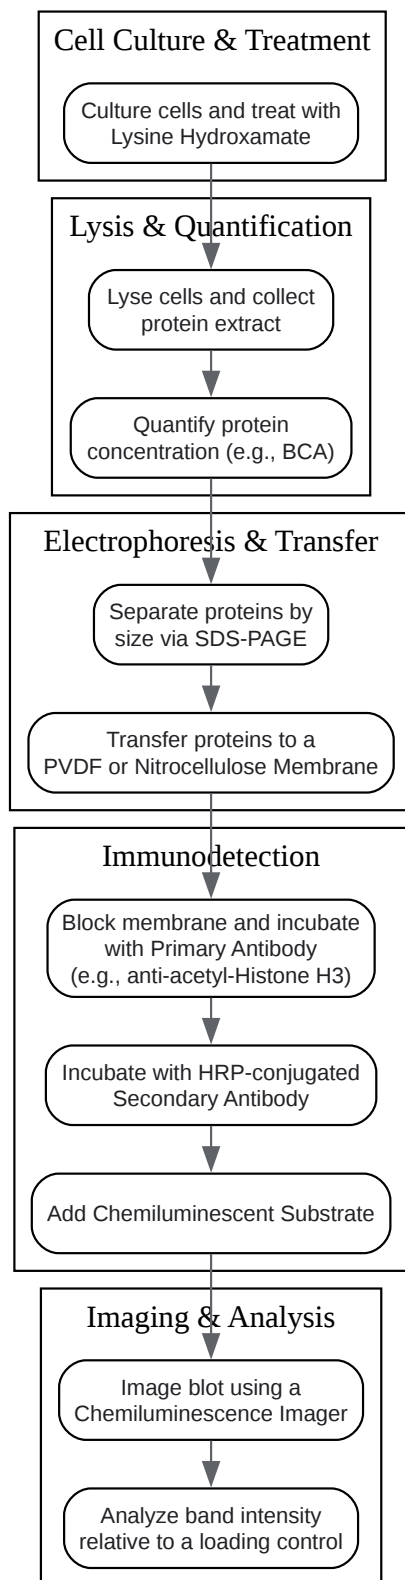 Cell Culture & Treatment
Culture cells and treat with
Lysine Hydroxamate
Lysis & Quantification
Lyse cells and collect
protein extract
Quantify protein
concentration (e.g., BCA)
Electrophoresis & Transfer
Separate proteins by
size via SDS-PAGE
Transfer proteins to a
PVDF or Nitrocellulose Membrane
Immunodetection
Block membrane and incubate
with Primary Antibody
(e.g., anti-acetyl-Histone H3)
Incubate with HRP-conjugated
Secondary Antibody
Add Chemiluminescent Substrate
Imaging & Analysis
Image blot using a
Chemiluminescence Imager
Analyze band intensity
relative to a loading control